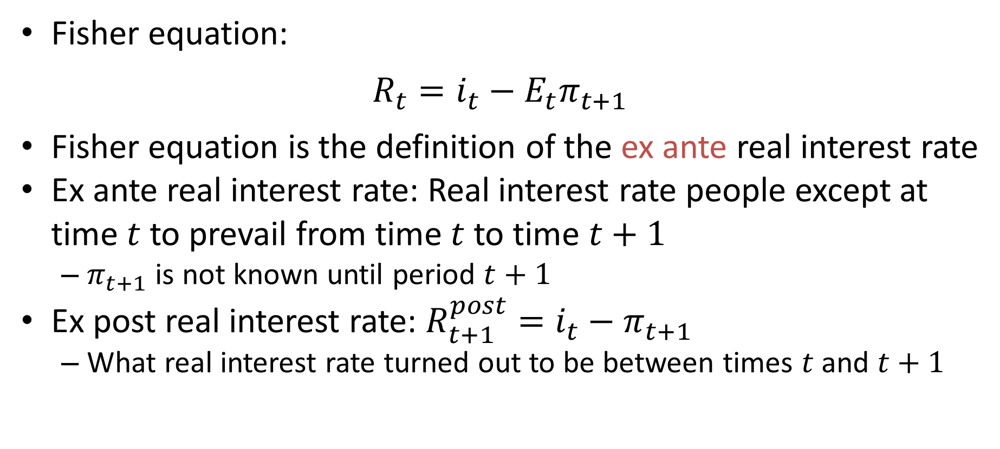 • Fisher equation:
R_t = i_t − E_t π_{t+1}
• Fisher equation is the definition of the ex ante real interest rate
• Ex ante real interest rate: Real interest rate people except at
time t to prevail from time t to time t + 1
– π_{t+1} is not known until period t + 1
• Ex post real interest rate: R_{t+1}^{post} = i_t − π_{t+1}
– What real interest rate turned out to be between times t and t + 1